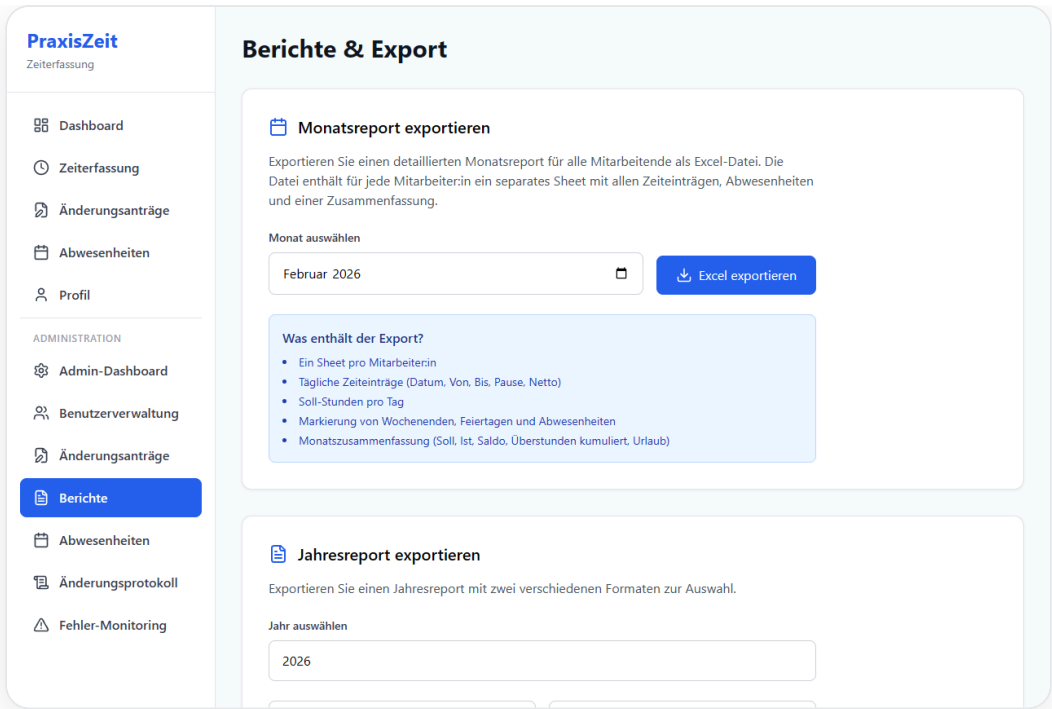 PraxisZeit
Zeiterfassung
Dashboard
Zeiterfassung
Änderungsanträge
Abwesenheiten
Profil
ADMINISTRATION
Admin-Dashboard
Benutzerverwaltung
Änderungsanträge
Berichte
Abwesenheiten
Änderungsprotokoll
Fehler-Monitoring
Berichte & Export
Monatsreport exportieren
Exportieren Sie einen detaillierten Monatsreport für alle Mitarbeitende als Excel-Datei. Die
Datei enthält für jede Mitarbeiter:in ein separates Sheet mit allen Zeiteinträgen, Abwesenheiten
und einer Zusammenfassung.
Monat auswählen
Februar 2026
Excel exportieren
Was enthält der Export?
• Ein Sheet pro Mitarbeiter:in
• Tägliche Zeiteinträge (Datum, Von, Bis, Pause, Netto)
• Soll-Stunden pro Tag
• Markierung von Wochenenden, Feiertagen und Abwesenheiten
• Monatszusammenfassung (Soll, Ist, Saldo, Überstunden kumuliert, Urlaub)
Jahresreport exportieren
Exportieren Sie einen Jahresreport mit zwei verschiedenen Formaten zur Auswahl.
Jahr auswählen
2026